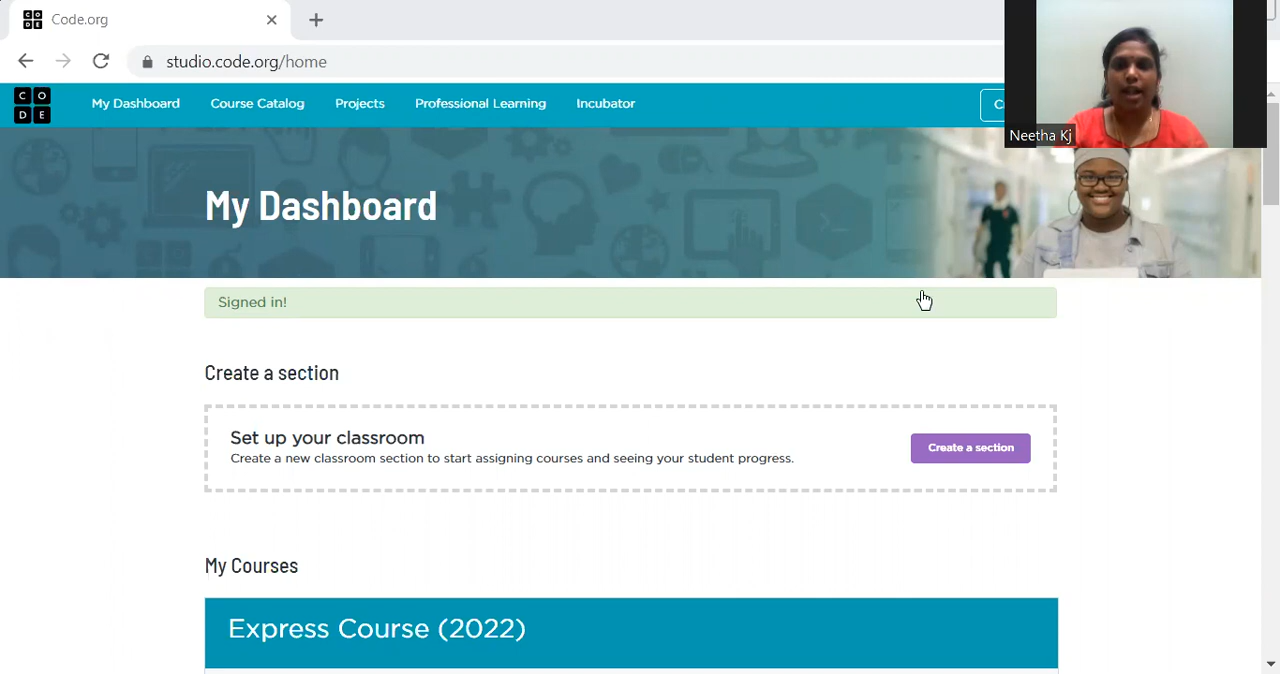 Code.org
studio.code.org/home
C O
D E
My Dashboard
Course Catalog
Projects
Professional Learning
Incubator
C
Neetha Kj
My Dashboard
Signed in!
Create a section
Set up your classroom
Create a new classroom section to start assigning courses and seeing your student progress.
Create a section
My Courses
Express Course (2022)